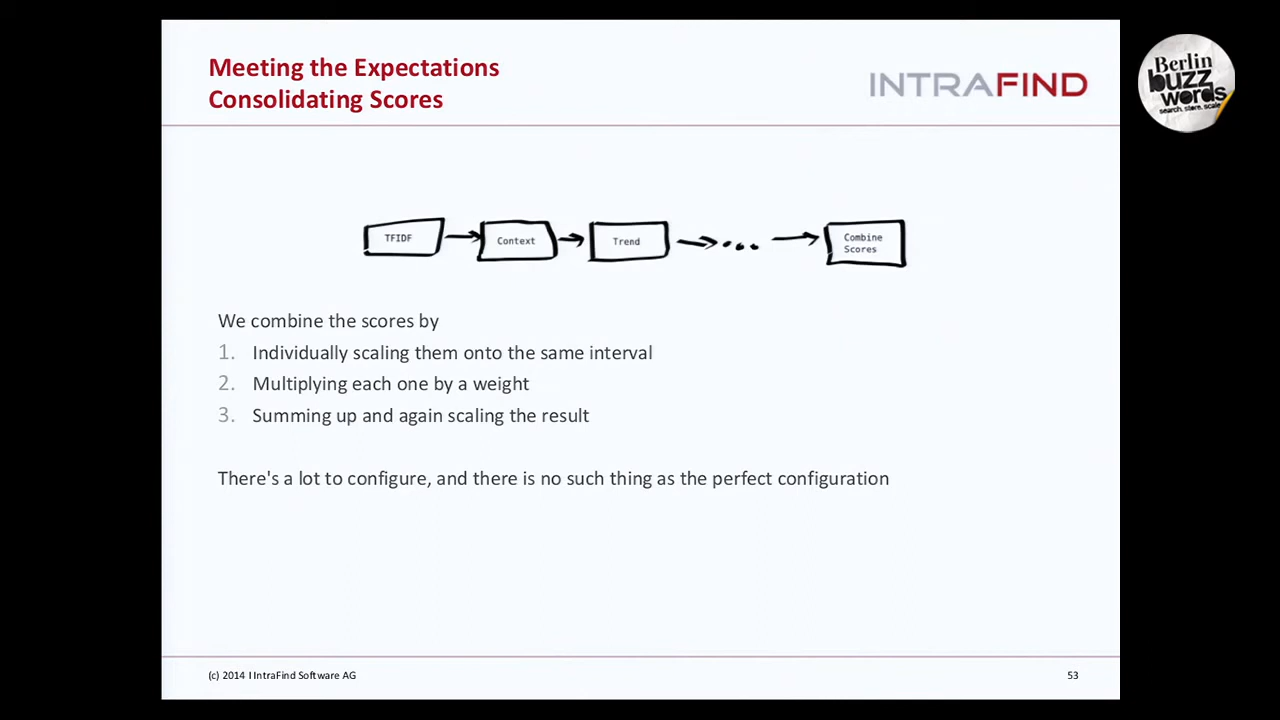 Meeting the Expectations
Consolidating Scores
INTRAFIND
Berlin
buzz
words
search. store. scale
TFIDF
Context
Trend
Combine
Scores
We combine the scores by
1. Individually scaling them onto the same interval
2. Multiplying each one by a weight
3. Summing up and again scaling the result
There's a lot to configure, and there is no such thing as the perfect configuration
(c) 2014 I IntraFind Software AG
53